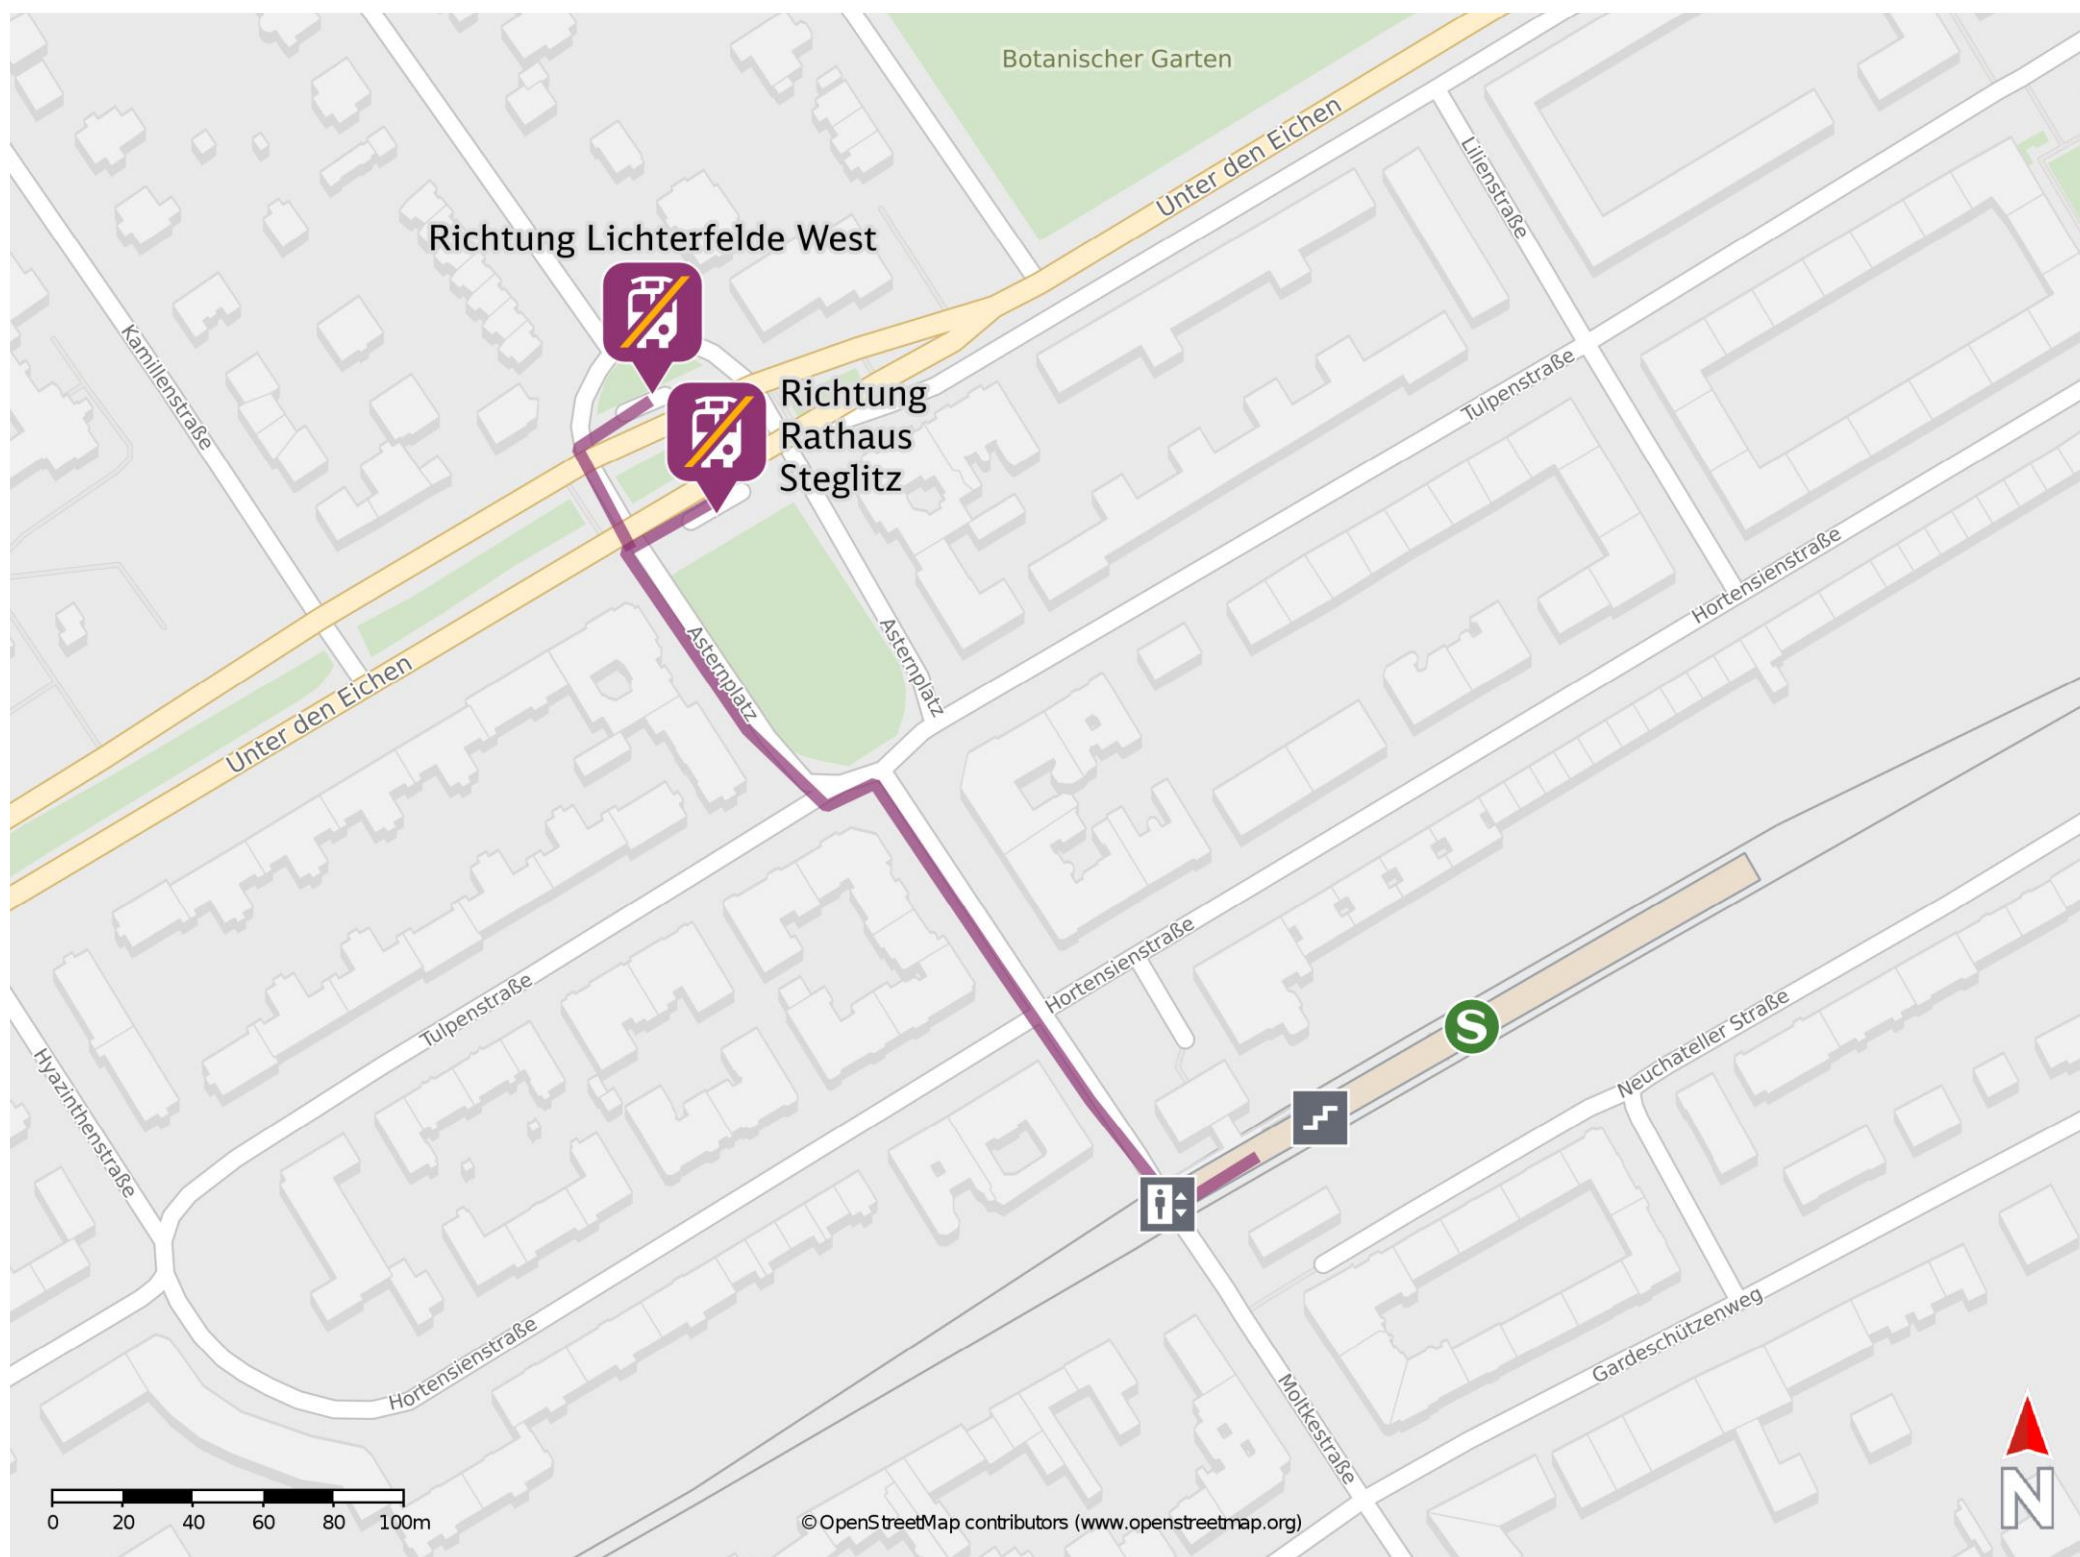 Botanischer Garten
Unter den Eichen
Lilienstraße
Richtung Lichterfelde West
Kamillenstraße
Richtung
Rathaus
Steglitz
Tulpenstraße
Hortensienstraße
Asternplatz
Asternplatz
Unter den Eichen
Hortensienstraße
Tulpenstraße
S
Neuchateller Straße
Hyazinthenstraße
Hortensienstraße
Gardeschützenweg
Moltkestraße
N
0 20 40 60 80 100m
©OpenStreetMap contributors (www.openstreetmap.org)